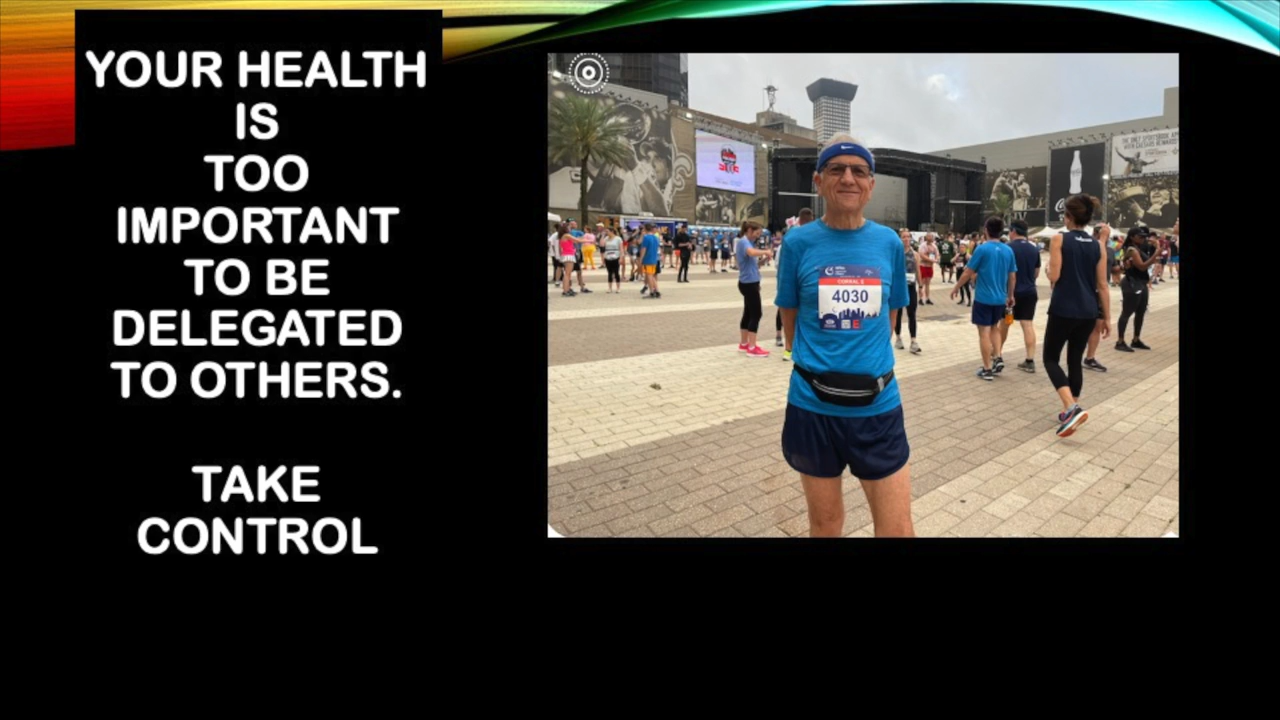 YOUR HEALTH
IS
TOO
IMPORTANT
TO BE
DELEGATED
TO OTHERS.
TAKE
CONTROL
CORRAL E
4030